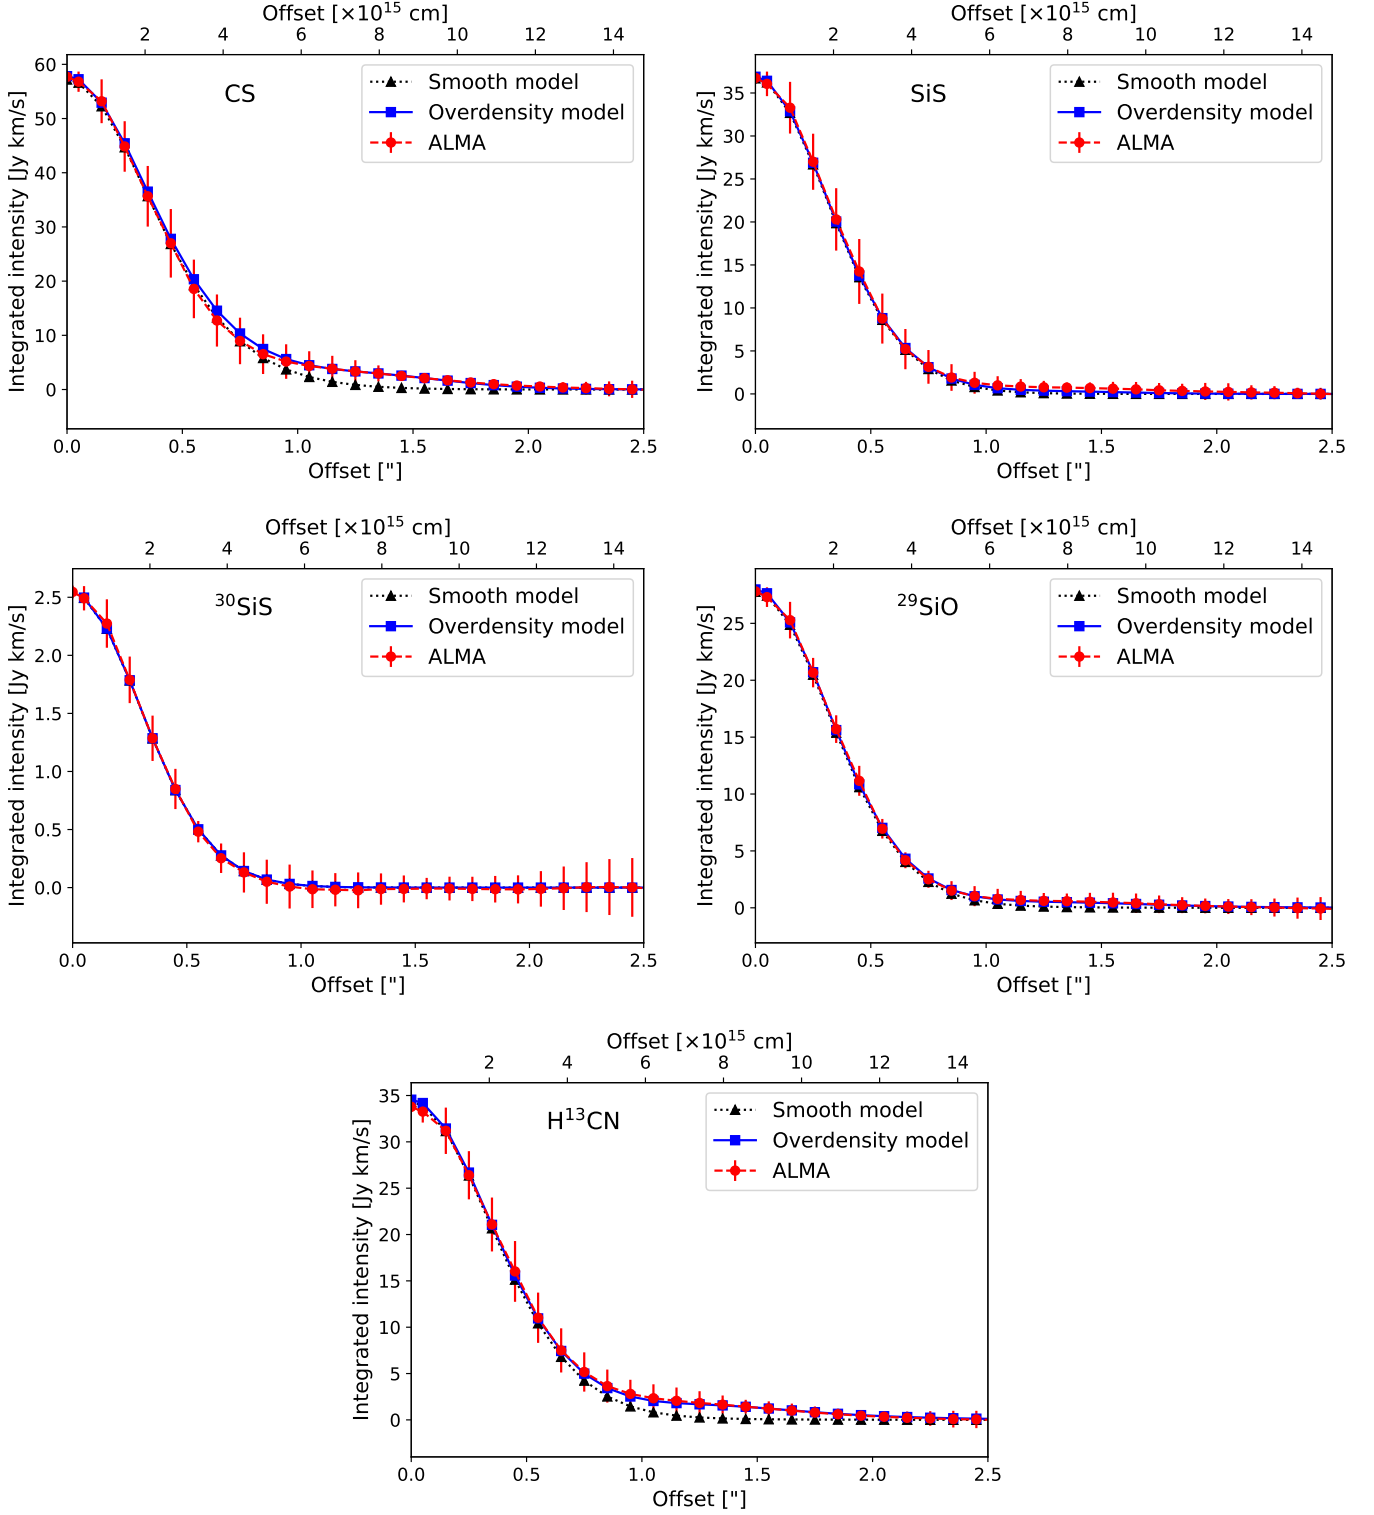 Offset [×10¹⁵ cm]
2 4 6 8 10 12 14
CS
Smooth model
Overdensity model
ALMA
Integrated intensity [Jy km/s]
60
50
40
30
20
10
0
0.0 0.5 1.0 1.5 2.0 2.5
Offset ["]
Offset [×10¹⁵ cm]
2 4 6 8 10 12 14
SiS
Smooth model
Overdensity model
ALMA
Integrated intensity [Jy km/s]
35
30
25
20
15
10
5
0
0.0 0.5 1.0 1.5 2.0 2.5
Offset ["]
Offset [×10¹⁵ cm]
2 4 6 8 10 12 14
³⁰SiS
Smooth model
Overdensity model
ALMA
Integrated intensity [Jy km/s]
2.5
2.0
1.5
1.0
0.5
0.0
0.0 0.5 1.0 1.5 2.0 2.5
Offset ["]
Offset [×10¹⁵ cm]
2 4 6 8 10 12 14
²⁹SiO
Smooth model
Overdensity model
ALMA
Integrated intensity [Jy km/s]
25
20
15
10
5
0
0.0 0.5 1.0 1.5 2.0 2.5
Offset ["]
Offset [×10¹⁵ cm]
2 4 6 8 10 12 14
H¹³CN
Smooth model
Overdensity model
ALMA
Integrated intensity [Jy km/s]
35
30
25
20
15
10
5
0
0.0 0.5 1.0 1.5 2.0 2.5
Offset ["]